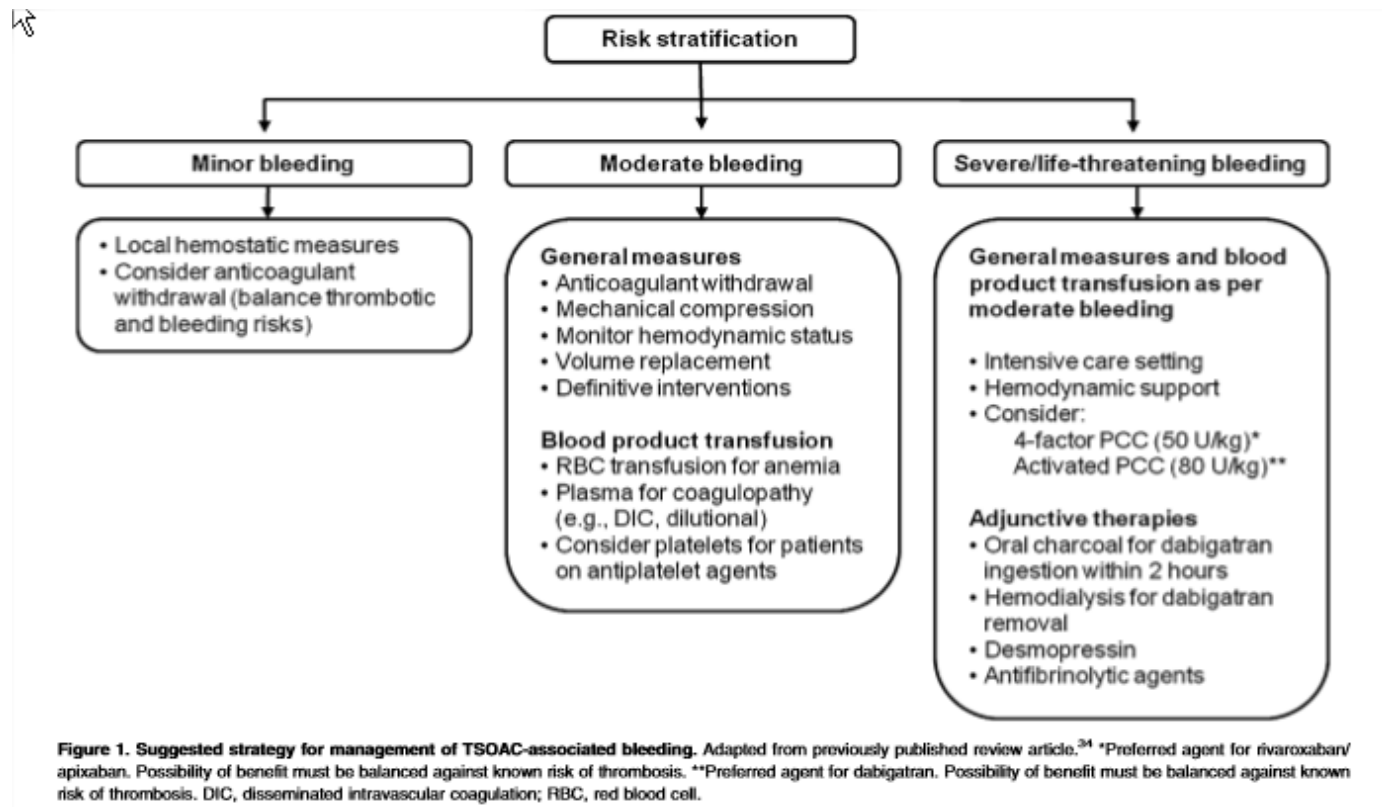 Risk stratification
Minor bleeding
• Local hemostatic measures
• Consider anticoagulant
withdrawal (balance thrombotic
and bleeding risks)
Moderate bleeding
General measures
• Anticoagulant withdrawal
• Mechanical compression
• Monitor hemodynamic status
• Volume replacement
• Definitive interventions
Blood product transfusion
• RBC transfusion for anemia
• Plasma for coagulopathy
(e.g., DIC, dilutional)
• Consider platelets for patients
on antiplatelet agents
Severe/life-threatening bleeding
General measures and blood
product transfusion as per
moderate bleeding
• Intensive care setting
• Hemodynamic support
• Consider:
4-factor PCC (50 U/kg)*
Activated PCC (80 U/kg)**
Adjunctive therapies
• Oral charcoal for dabigatran
ingestion within 2 hours
• Hemodialysis for dabigatran
removal
• Desmopressin
• Antifibrinolytic agents
Figure 1. Suggested strategy for management of TSOAC-associated bleeding. Adapted from previously published review article.34 *Preferred agent for rivaroxaban/
apixaban. Possibility of benefit must be balanced against known risk of thrombosis. **Preferred agent for dabigatran. Possibility of benefit must be balanced against known
risk of thrombosis. DIC, disseminated intravascular coagulation; RBC, red blood cell.